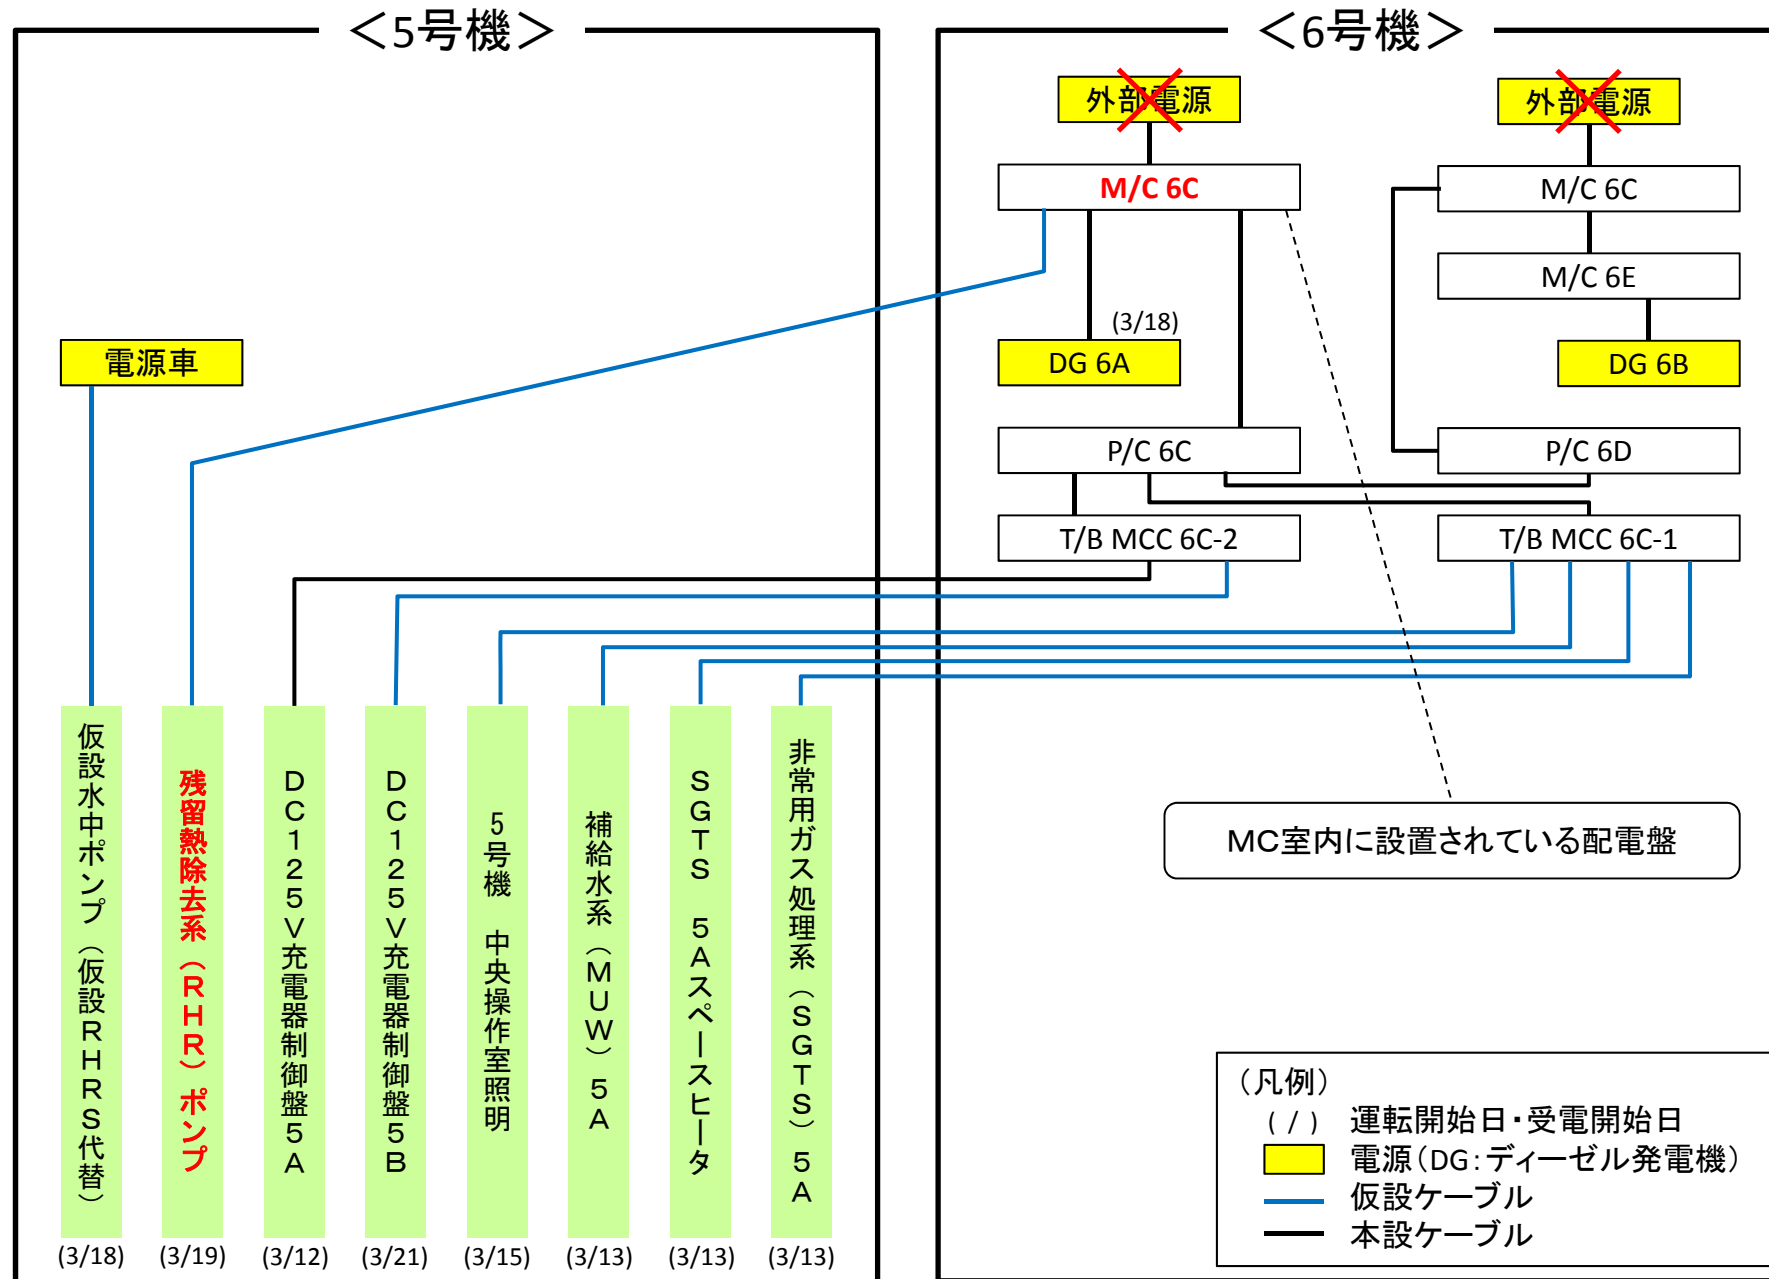 ＜5号機＞
＜6号機＞
外部電源
外部電源
M/C 6C
M/C 6C
M/C 6E
(3/18)
電源車
DG 6A
DG 6B
P/C 6C
P/C 6D
T/B MCC 6C-2
T/B MCC 6C-1
仮設水中ポンプ（仮設RHRS代替）
残留熱除去系（RHR）ポンプ
DC125V充電器制御盤5A
DC125V充電器制御盤5B
5号機　中央操作室照明
補給水系（MUW）5A
SGTS　5Aスペースヒータ
非常用ガス処理系（SGTS）5A
(3/18)
(3/19)
(3/12)
(3/21)
(3/15)
(3/13)
(3/13)
(3/13)
MC室内に設置されている配電盤
（凡例）
( / ) 運転開始日・受電開始日
電源（DG：ディーゼル発電機）
仮設ケーブル
本設ケーブル